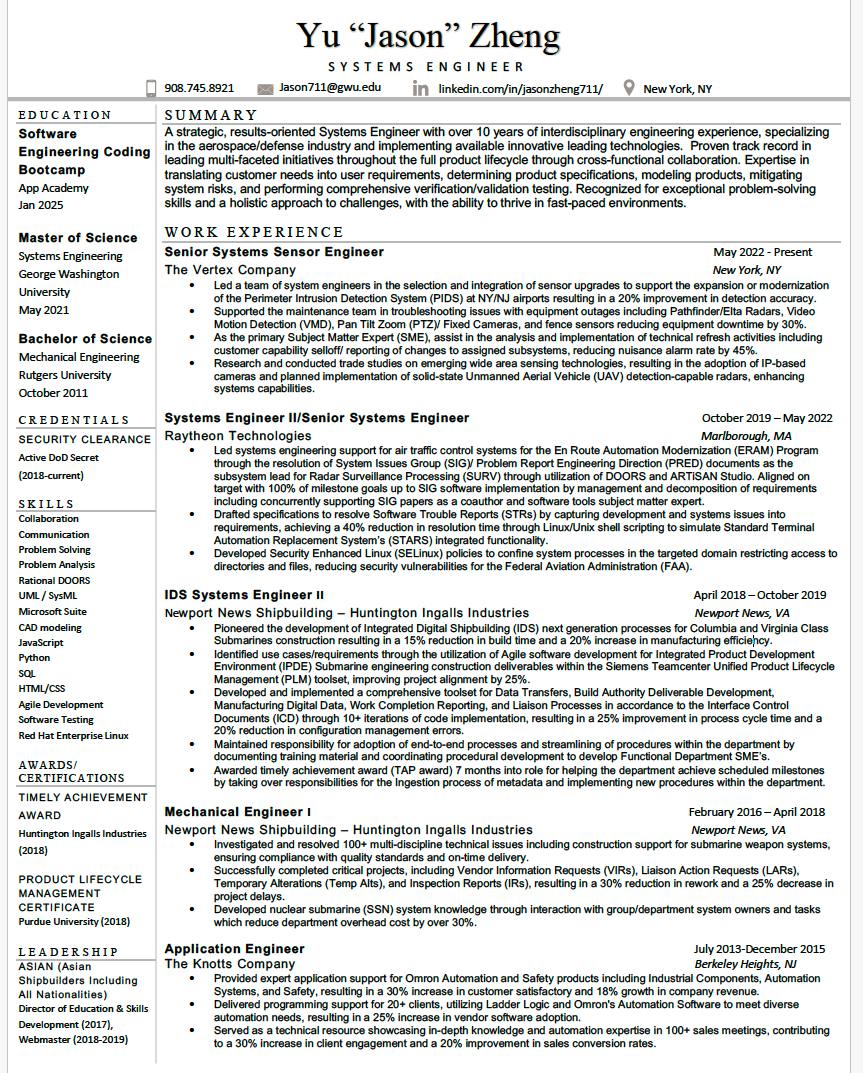 Yu “Jason” Zheng
SYSTEMS ENGINEER
908.745.8921 Jason711@gwu.edu linkedin.com/in/jasonzheng711/ New York, NY
EDUCATION
Software
Engineering Coding
Bootcamp
App Academy
Jan 2025
Master of Science
Systems Engineering
George Washington
University
May 2021
Bachelor of Science
Mechanical Engineering
Rutgers University
October 2011
CREDENTIALS
SECURITY CLEARANCE
Active DoD Secret
(2018-current)
SKILLS
Collaboration
Communication
Problem Solving
Problem Analysis
Rational DOORS
UML / SysML
Microsoft Suite
CAD modeling
JavaScript
Python
SQL
HTML/CSS
Agile Development
Software Testing
Red Hat Enterprise Linux
AWARDS/
CERTIFICATIONS
TIMELY ACHIEVEMENT
AWARD
Huntington Ingalls Industries
(2018)
PRODUCT LIFECYCLE
MANAGEMENT
CERTIFICATE
Purdue University (2018)
LEADERSHIP
ASIAN (Asian
Shipbuilders Including
All Nationalities)
Director of Education & Skills
Development (2017),
Webmaster (2018-2019)
SUMMARY
A strategic, results-oriented Systems Engineer with over 10 years of interdisciplinary engineering experience, specializing
in the aerospace/defense industry and implementing available innovative leading technologies. Proven track record in
leading multi-faceted initiatives throughout the full product lifecycle through cross-functional collaboration. Expertise in
translating customer needs into user requirements, determining product specifications, modeling products, mitigating
system risks, and performing comprehensive verification/validation testing. Recognized for exceptional problem-solving
skills and a holistic approach to challenges, with the ability to thrive in fast-paced environments.
WORK EXPERIENCE
Senior Systems Sensor Engineer May 2022 - Present
The Vertex Company New York, NY
• Led a team of system engineers in the selection and integration of sensor upgrades to support the expansion or modernization
of the Perimeter Intrusion Detection System (PIDS) at NY/NJ airports resulting in a 20% improvement in detection accuracy.
• Supported the maintenance team in troubleshooting issues with equipment outages including Pathfinder/Elta Radars, Video
Motion Detection (VMD), Pan Tilt Zoom (PTZ)/ Fixed Cameras, and fence sensors reducing equipment downtime by 30%.
• As the primary Subject Matter Expert (SME), assist in the analysis and implementation of technical refresh activities including
customer capability selloff/ reporting of changes to assigned subsystems, reducing nuisance alarm rate by 45%.
• Research and conducted trade studies on emerging wide area sensing technologies, resulting in the adoption of IP-based
cameras and planned implementation of solid-state Unmanned Aerial Vehicle (UAV) detection-capable radars, enhancing
systems capabilities.
Systems Engineer II/Senior Systems Engineer October 2019 – May 2022
Raytheon Technologies Marlborough, MA
• Led systems engineering support for air traffic control systems for the En Route Automation Modernization (ERAM) Program
through the resolution of System Issues Group (SIG)/ Problem Report Engineering Direction (PRED) documents as the
subsystem lead for Radar Surveillance Processing (SURV) through utilization of DOORS and ARTiSAN Studio. Aligned on
target with 100% of milestone goals up to SIG software implementation by management and decomposition of requirements
including concurrently supporting SIG papers as a coauthor and software tools subject matter expert.
• Drafted specifications to resolve Software Trouble Reports (STRs) by capturing development and systems issues into
requirements, achieving a 40% reduction in resolution time through Linux/Unix shell scripting to simulate Standard Terminal
Automation Replacement System’s (STARS) integrated functionality.
• Developed Security Enhanced Linux (SELinux) policies to confine system processes in the targeted domain restricting access to
directories and files, reducing security vulnerabilities for the Federal Aviation Administration (FAA).
IDS Systems Engineer II April 2018 – October 2019
Newport News Shipbuilding – Huntington Ingalls Industries Newport News, VA
• Pioneered the development of Integrated Digital Shipbuilding (IDS) next generation processes for Columbia and Virginia Class
Submarines construction resulting in a 15% reduction in build time and a 20% increase in manufacturing efficiency.
• Identified use cases/requirements through the utilization of Agile software development for Integrated Product Development
Environment (IPDE) Submarine engineering construction deliverables within the Siemens Teamcenter Unified Product Lifecycle
Management (PLM) toolset, improving project alignment by 25%.
• Developed and implemented a comprehensive toolset for Data Transfers, Build Authority Deliverable Development,
Manufacturing Digital Data, Work Completion Reporting, and Liaison Processes in accordance to the Interface Control
Documents (ICD) through 10+ iterations of code implementation, resulting in a 25% improvement in process cycle time and a
20% reduction in configuration management errors.
• Maintained responsibility for adoption of end-to-end processes and streamlining of procedures within the department by
documenting training material and coordinating procedural development to develop Functional Department SME’s.
• Awarded timely achievement award (TAP award) 7 months into role for helping the department achieve scheduled milestones
by taking over responsibilities for the Ingestion process of metadata and implementing new procedures within the department.
Mechanical Engineer I February 2016 – April 2018
Newport News Shipbuilding – Huntington Ingalls Industries Newport News, VA
• Investigated and resolved 100+ multi-discipline technical issues including construction support for submarine weapon systems,
ensuring compliance with quality standards and on-time delivery.
• Successfully completed critical projects, including Vendor Information Requests (VIRs), Liaison Action Requests (LARs),
Temporary Alterations (Temp Alts), and Inspection Reports (IRs), resulting in a 30% reduction in rework and a 25% decrease in
project delays.
• Developed nuclear submarine (SSN) system knowledge through interaction with group/department system owners and tasks
which reduce department overhead cost by over 30%.
Application Engineer July 2013-December 2015
The Knotts Company Berkeley Heights, NJ
• Provided expert application support for Omron Automation and Safety products including Industrial Components, Automation
Systems, and Safety, resulting in a 30% increase in customer satisfactory and 18% growth in company revenue.
• Delivered programming support for 20+ clients, utilizing Ladder Logic and Omron's Automation Software to meet diverse
automation needs, resulting in a 25% increase in vendor software adoption.
• Served as a technical resource showcasing in-depth knowledge and automation expertise in 100+ sales meetings, contributing
to a 30% increase in client engagement and a 20% improvement in sales conversion rates.